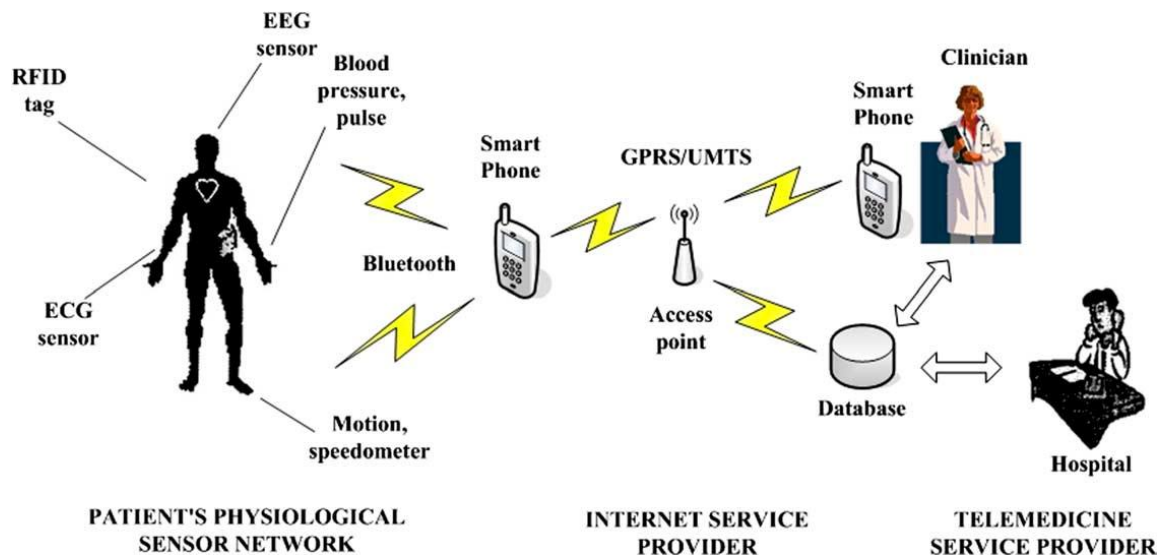 EEG
sensor
RFID
tag
Blood
pressure,
pulse
ECG
sensor
Motion,
speedometer
Bluetooth
Smart
Phone
GPRS/UMTS
Access
point
Smart
Phone
Clinician
Database
Hospital
PATIENT'S PHYSIOLOGICAL
SENSOR NETWORK
INTERNET SERVICE
PROVIDER
TELEMEDICINE
SERVICE PROVIDER